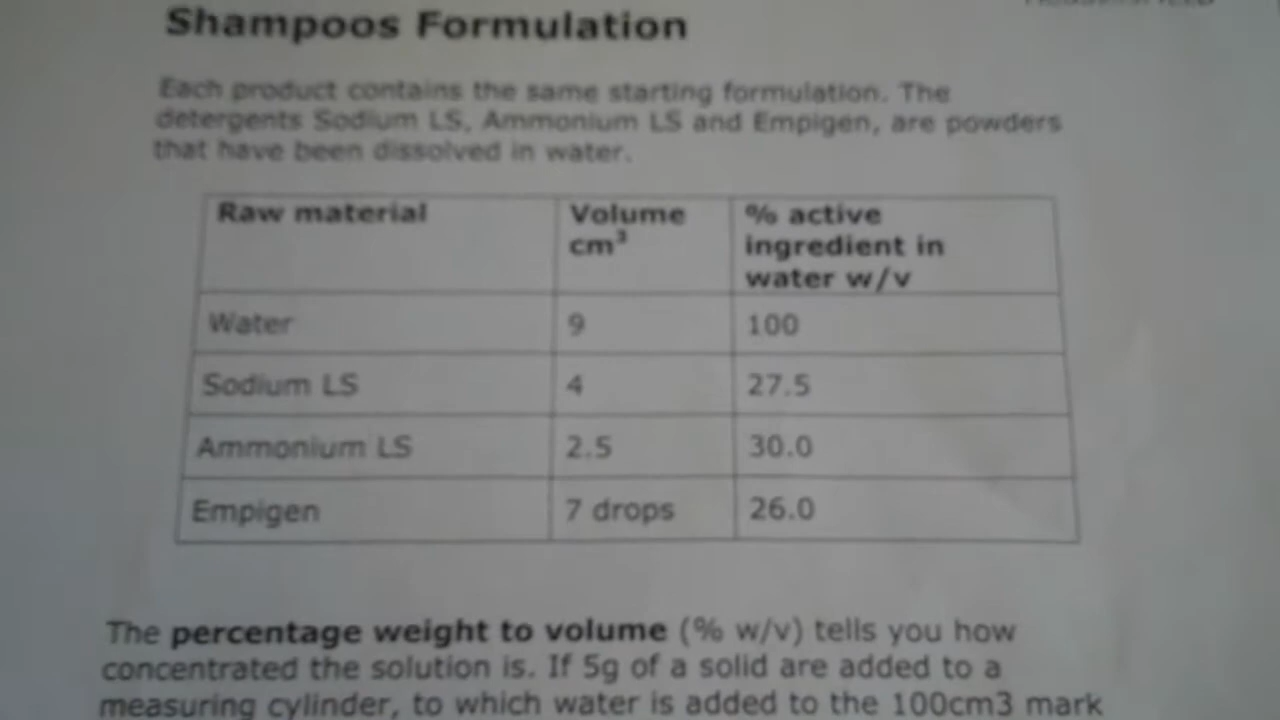 Shampoos Formulation
Each product contains the same starting formulation. The
detergents Sodium LS, Ammonium LS and Empigen, are powders
that have been dissolved in water.
Raw material Volume cm³ % active ingredient in water w/v
Water 9 100
Sodium LS 4 27.5
Ammonium LS 2.5 30.0
Empigen 7 drops 26.0
The percentage weight to volume (% w/v) tells you how
concentrated the solution is. If 5g of a solid are added to a
measuring cylinder, to which water is added to the 100cm3 mark